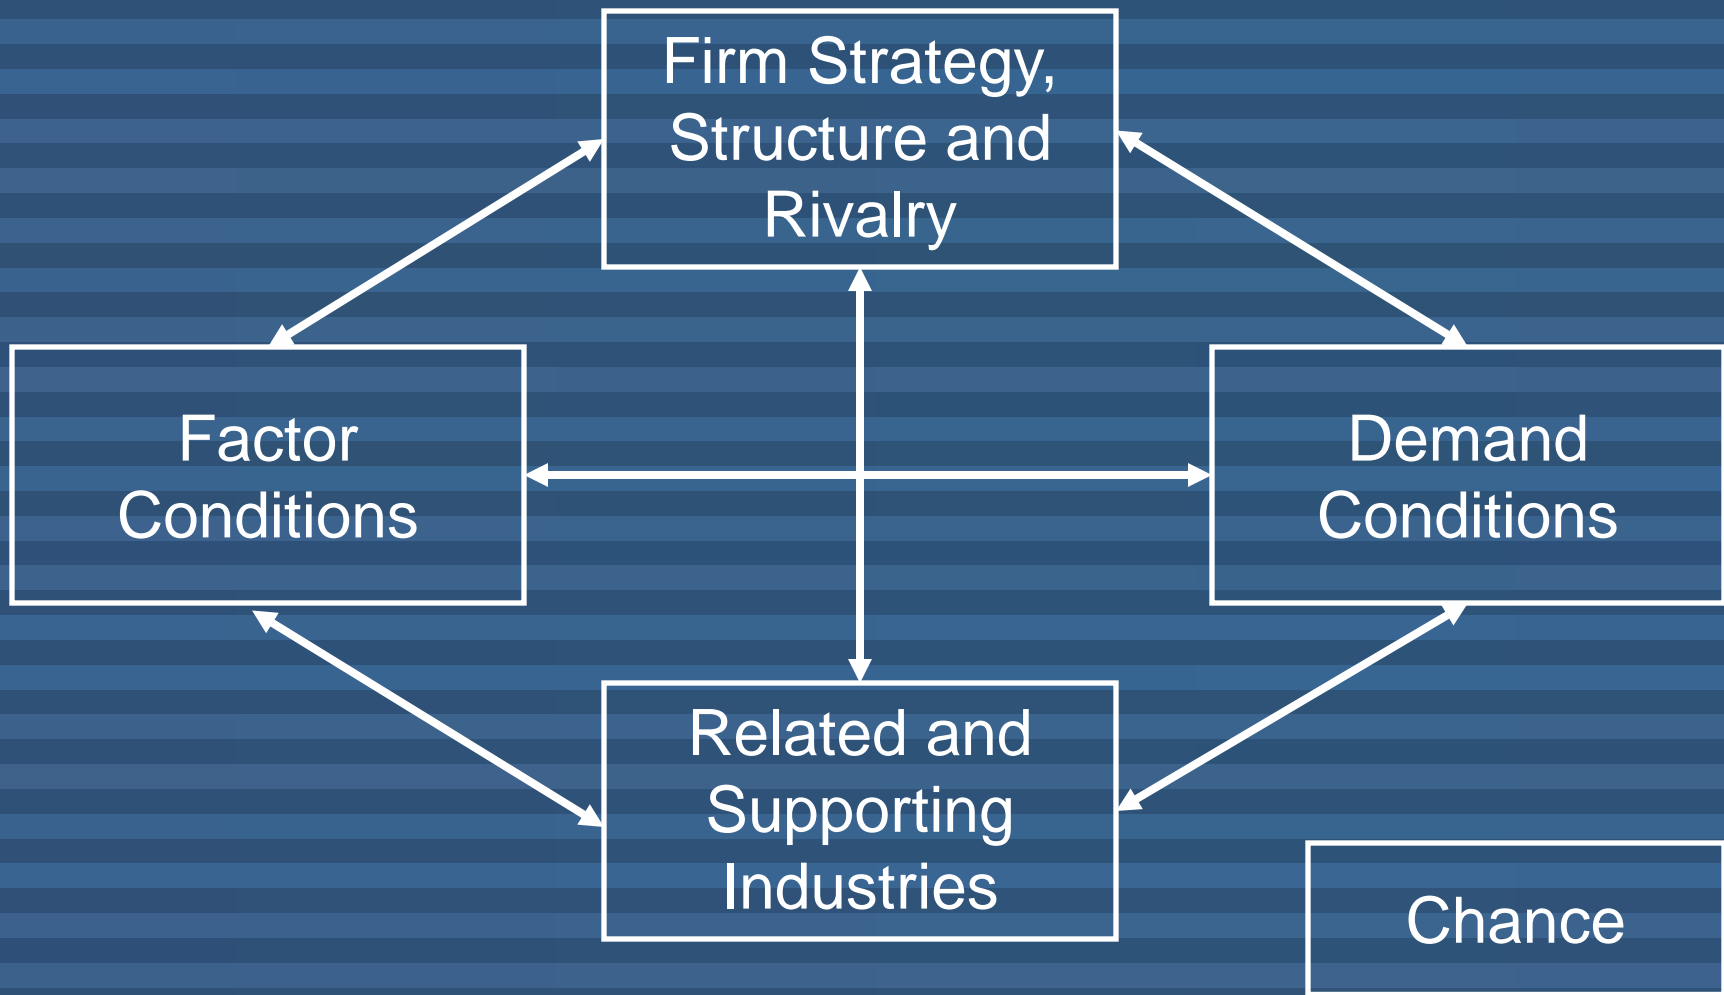 Firm Strategy,
Structure and
Rivalry
Factor
Conditions
Demand
Conditions
Related and
Supporting
Industries
Chance